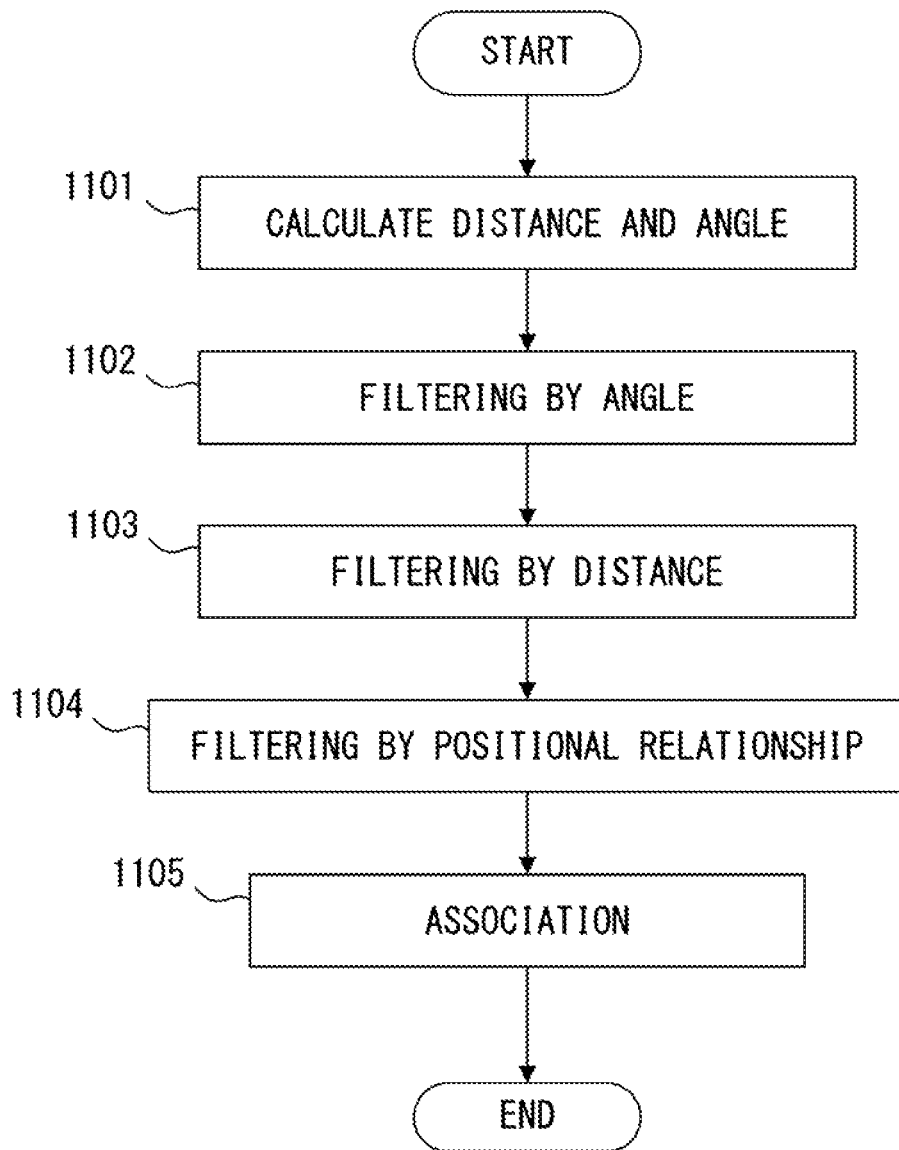 START
1101
CALCULATE DISTANCE AND ANGLE
1102
FILTERING BY ANGLE
1103
FILTERING BY DISTANCE
1104
FILTERING BY POSITIONAL RELATIONSHIP
1105
ASSOCIATION
END